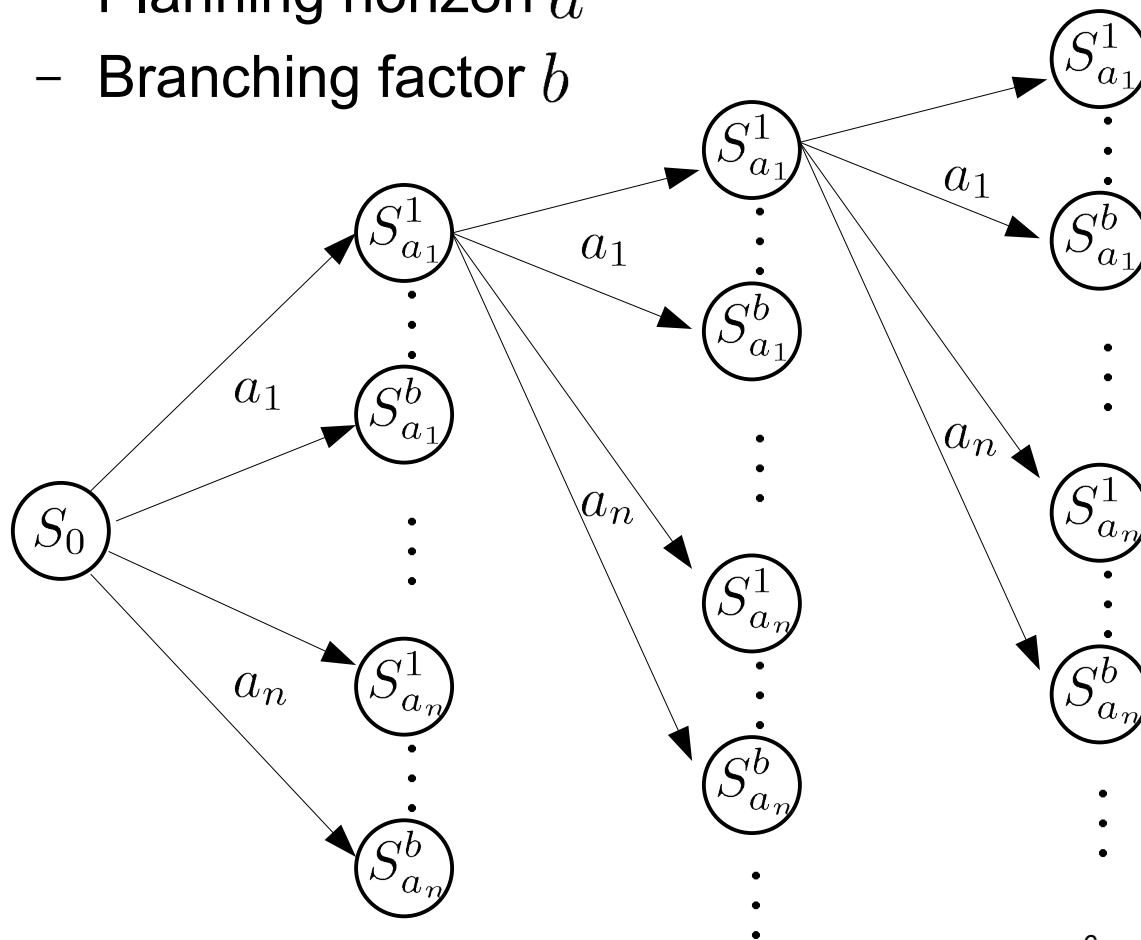 Planning horizon d
– Branching factor b
S_{a_1}^1
S_{a_1}^1
S_{a_1}^1
a_1
S_{a_1}^b
a_1
S_{a_1}^b
a_1
S_{a_1}^b
S_0
a_n
a_n
S_{a_n}^1
S_{a_n}^1
a_n
S_{a_n}^1
S_{a_n}^b
S_{a_n}^b
S_{a_n}^b